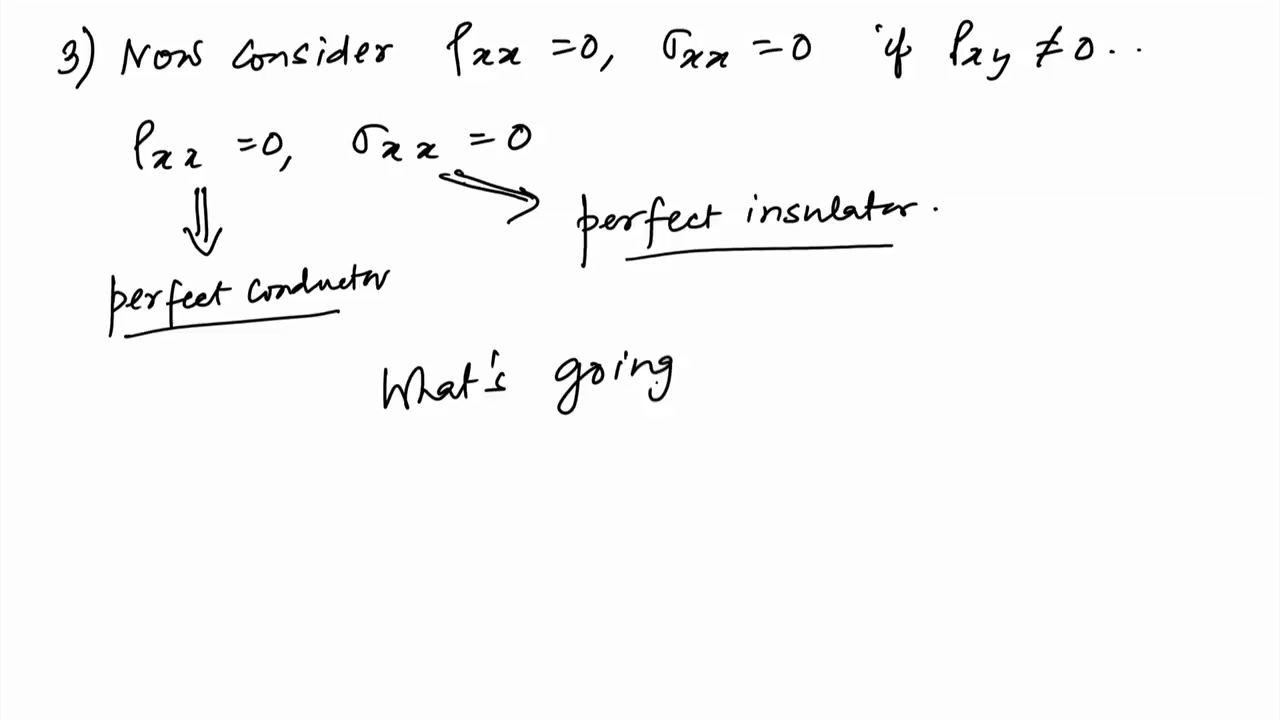 3) Now consider ρxx = 0, σxx = 0 if ρxy ≠ 0 ..
ρxx = 0, σxx = 0
perfect insulator.
perfect conductor
What's going